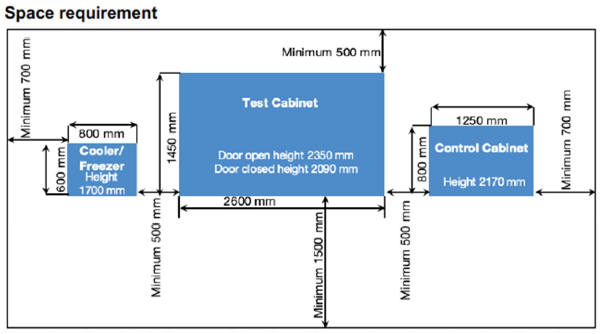 Space requirement
Minimum 500 mm
Minimum 700 mm
800 mm
Cooler/
Freezer
Height
1700 mm
600 mm
1450 mm
Test Cabinet
Door open height 2350 mm
Door closed height 2090 mm
2600 mm
Minimum 500 mm
Minimum 1500 mm
Minimum 500 mm
1250 mm
Control Cabinet
Height 2170 mm
800 mm
Minimum 700 mm